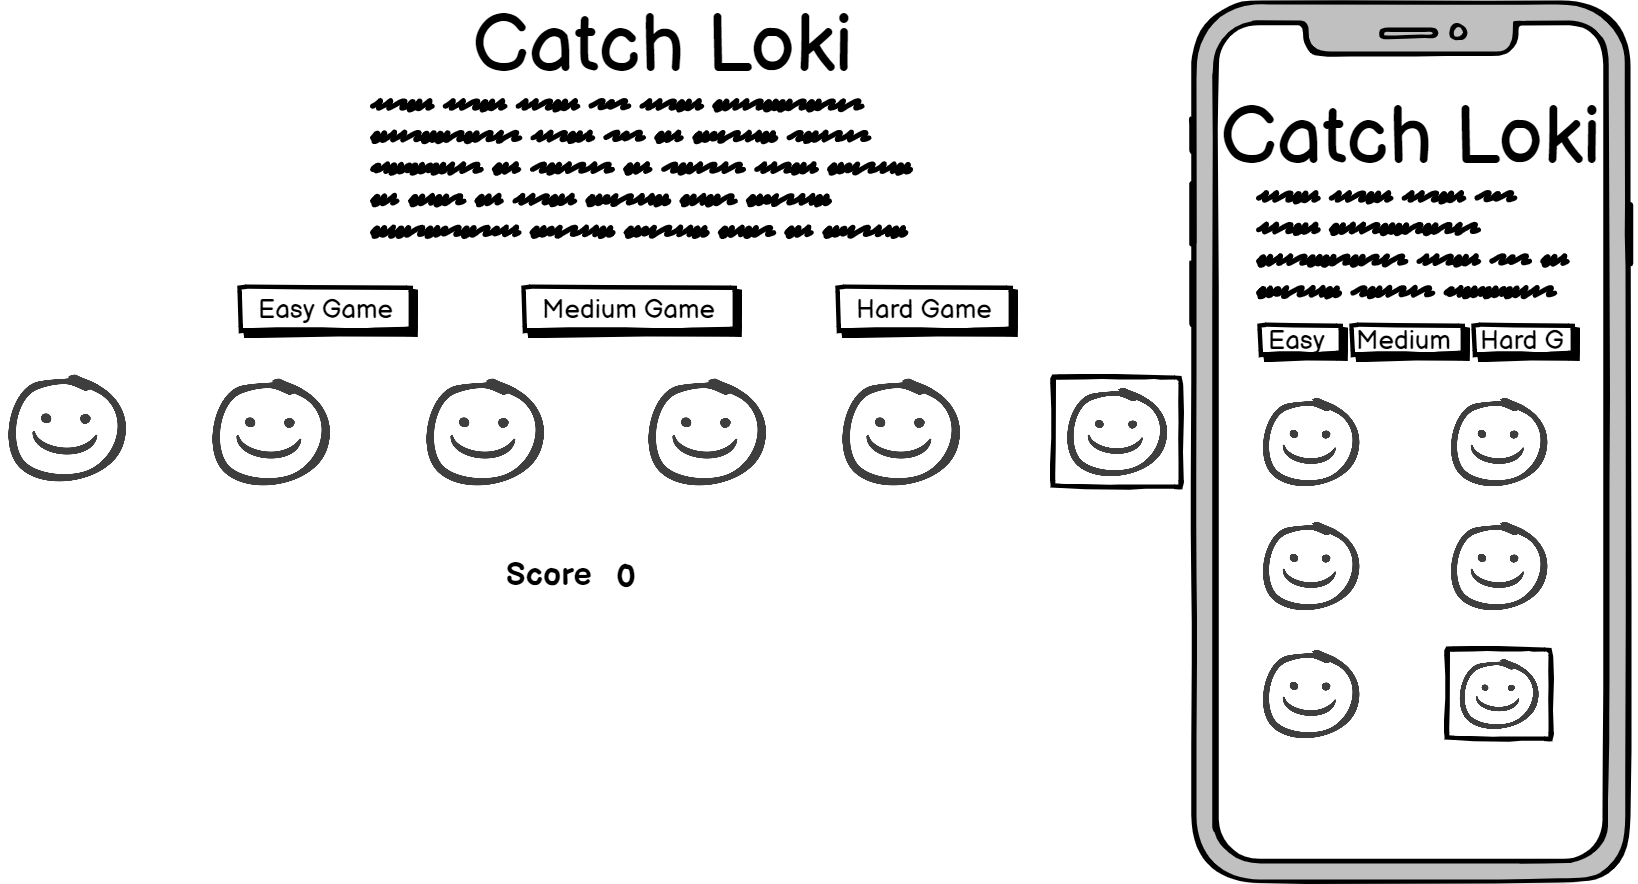 Catch Loki
Easy Game
Medium Game
Hard Game
Score 0
Catch Loki
Easy
Medium
Hard G